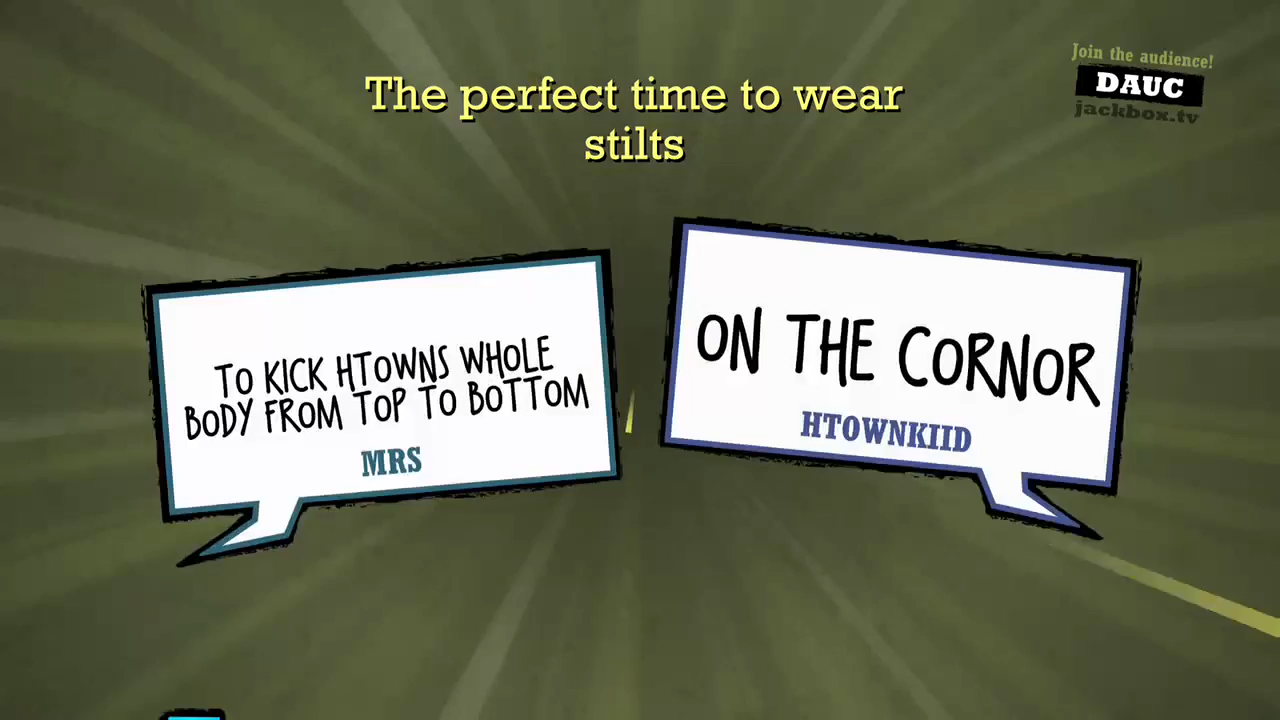 Join the audience!
DAUC
jackbox.tv
The perfect time to wear
stilts
TO KICK HTOWNS WHOLE
BODY FROM TOP TO BOTTOM
MRS
ON THE CORNOR
HTOWNKIID